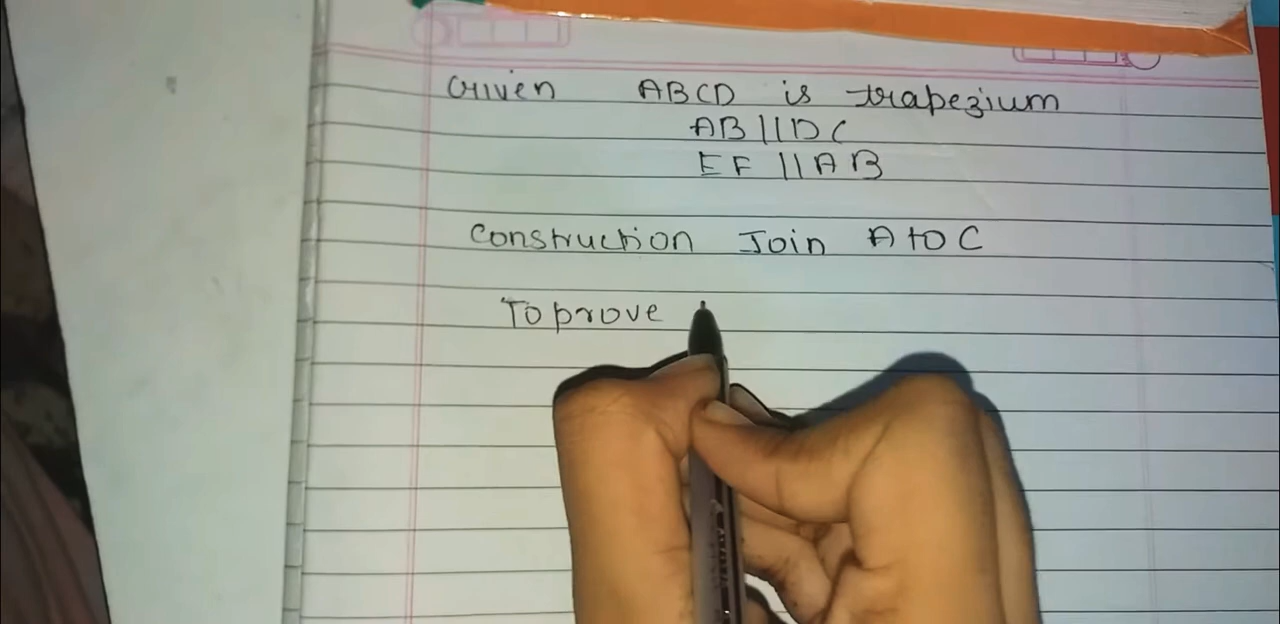 Given ABCD is trapezium
AB || DC
EF || AB
Construction Join A to C
To prove